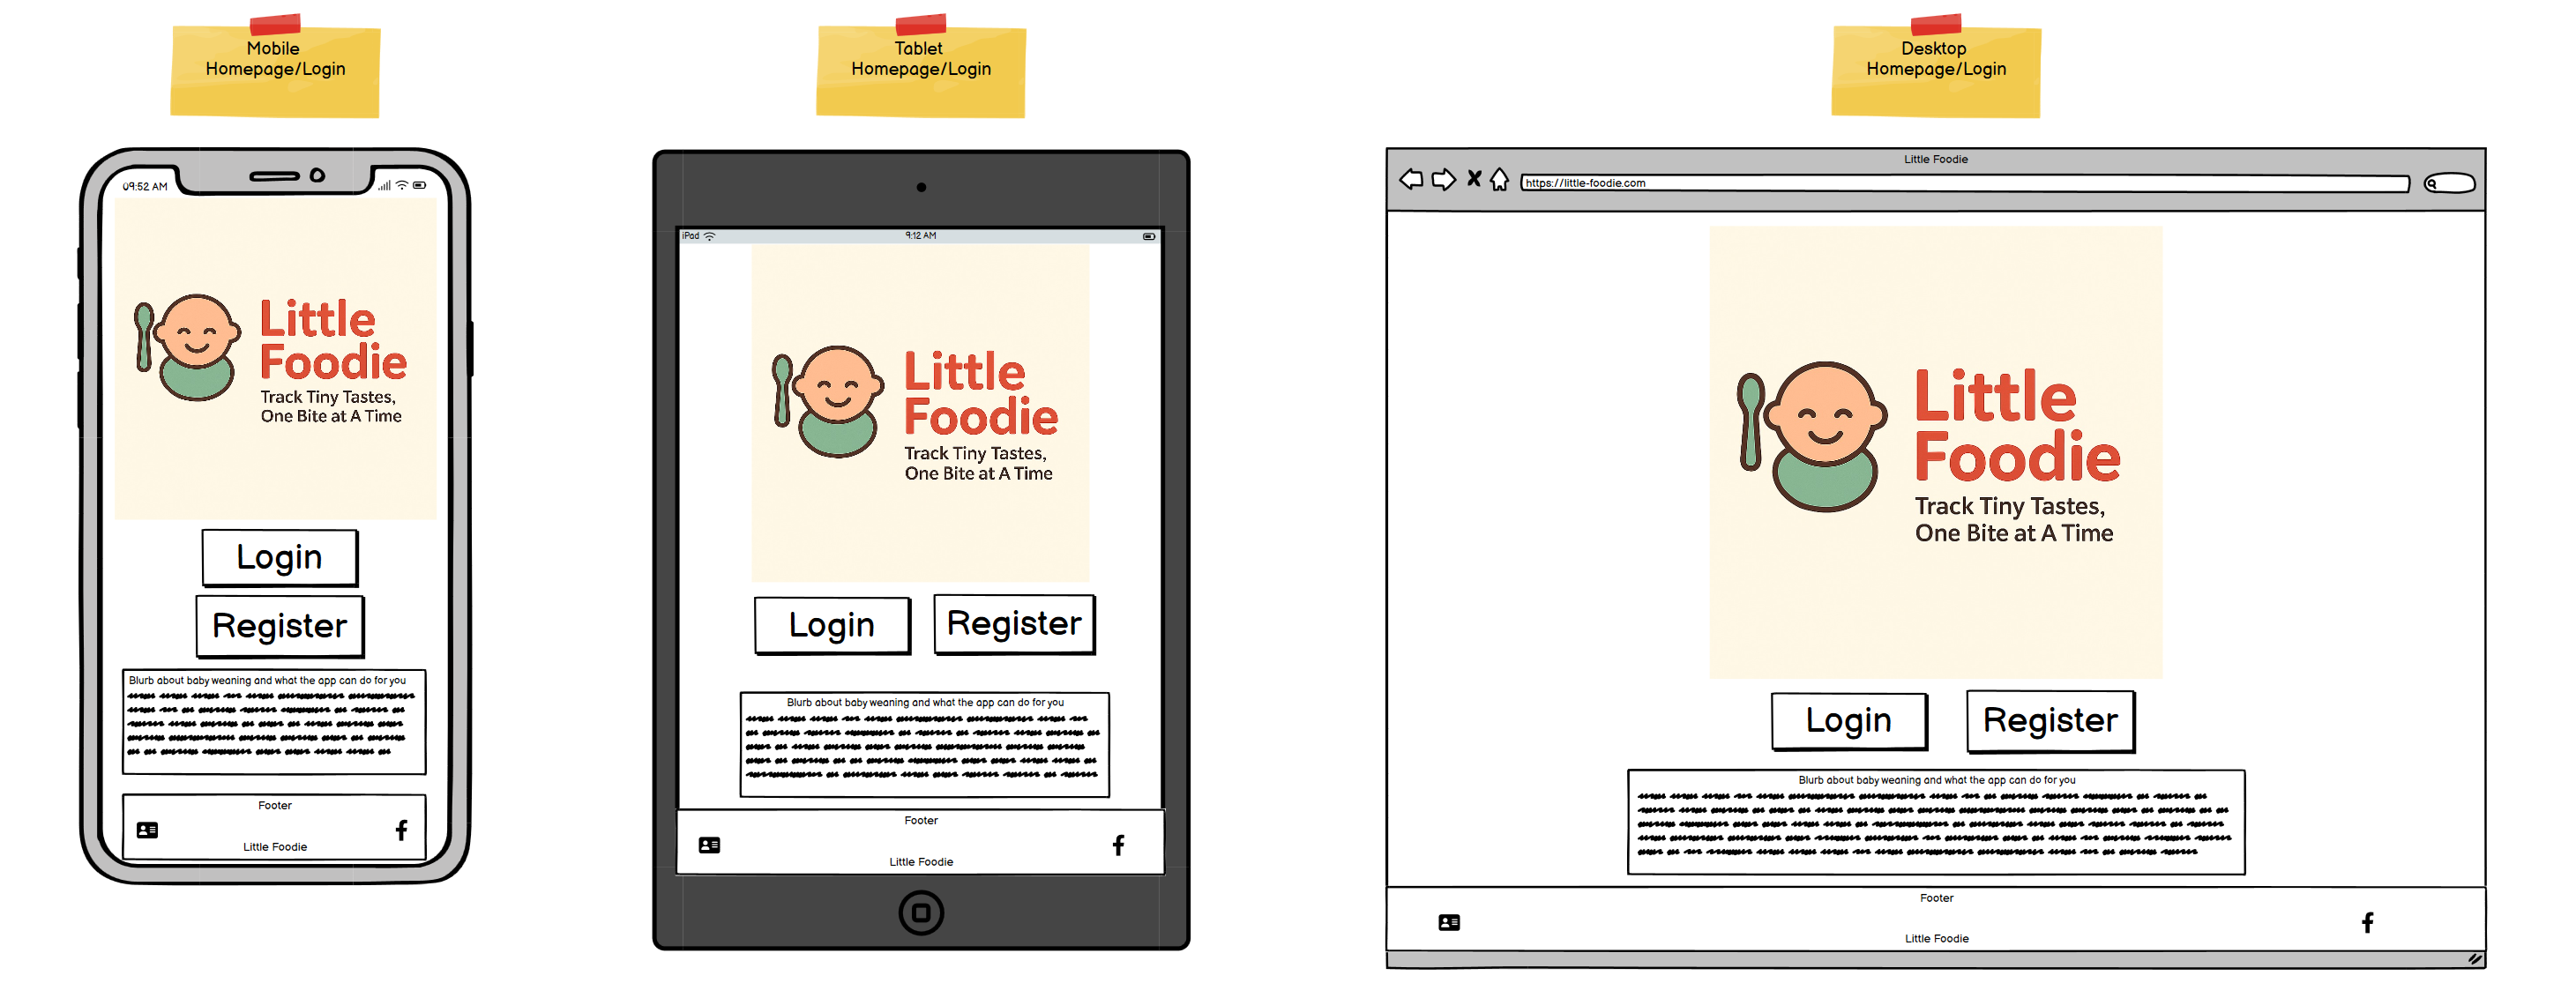 Mobile
Homepage/Login
09:52 AM
Little
Foodie
Track Tiny Tastes,
One Bite at A Time
Login
Register
Blurb about baby weaning and what the app can do for you
Footer
Little Foodie
Tablet
Homepage/Login
iPad
9:12 AM
Little
Foodie
Track Tiny Tastes,
One Bite at A Time
Login
Register
Blurb about baby weaning and what the app can do for you
Footer
Little Foodie
Desktop
Homepage/Login
Little Foodie
https://little-foodie.com
Little
Foodie
Track Tiny Tastes,
One Bite at A Time
Login
Register
Blurb about baby weaning and what the app can do for you
Footer
Little Foodie